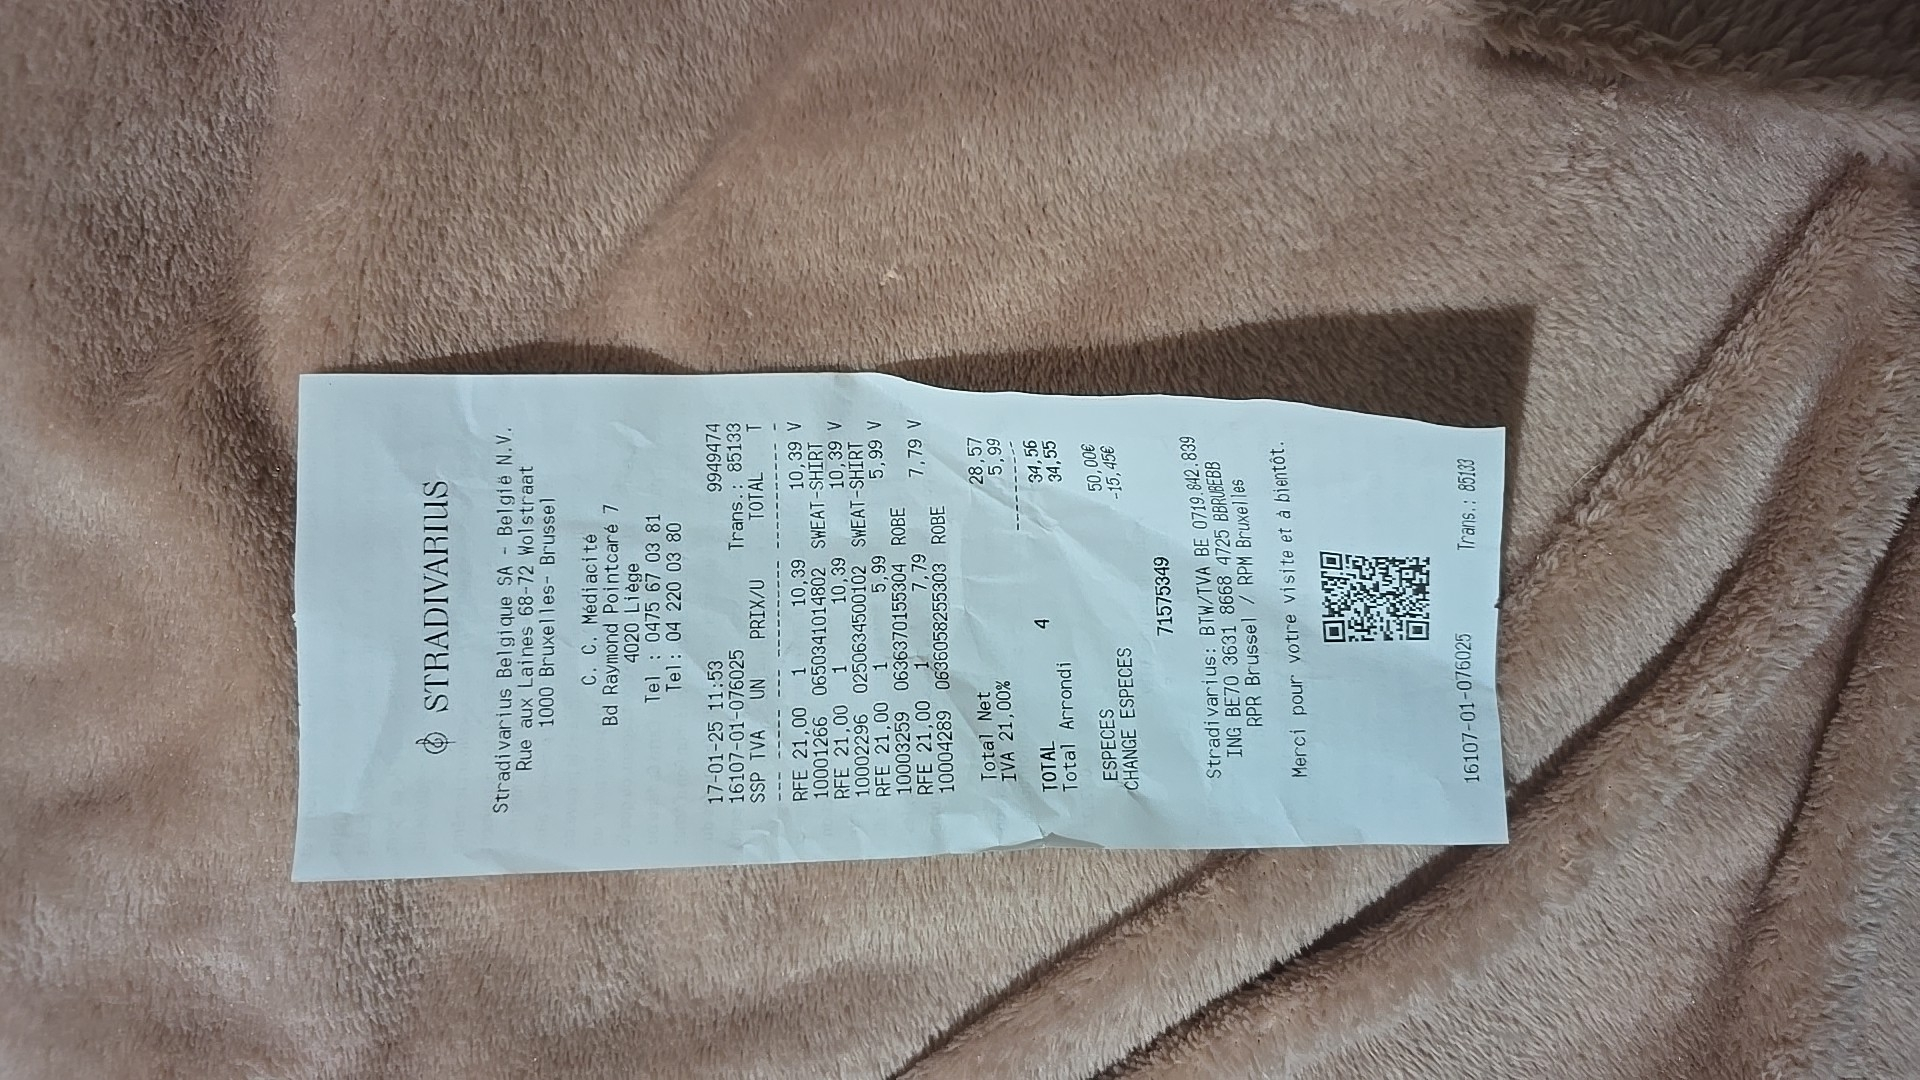 STRADIVARIUS
Stradivarius Belgique SA - België N.V.
Rue aux Laines 68-72 Wolstraat
1000 Bruxelles- Brussel
C. C. Médiacité
Bd Raymond Pointcaré 7
4020 Liège
Tel : 0475 67 03 81
Tel: 04 220 03 80
17-01-25 11:53 9949474
16107-01-076025 Trans.: 85133
SSP TVA UN PRIX/U TOTAL T
RFE 21,00 1 10,39 10,39 V
10001266 0650341014802 SWEAT-SHIRT
RFE 21,00 1 10,39 10,39 V
10002296 0250634500102 SWEAT-SHIRT
RFE 21,00 1 5,99 5,99 V
10003259 0636370155304 ROBE
RFE 21,00 1 7,79 7,79 V
10004289 0636058255303 ROBE
Total Net 28,57
IVA 21,00% 5,99
TOTAL 4 34,56
Total Arrondi 34,55
ESPECES 50,00€
CHANGE ESPECES -15,45€
71575349
Stradivarius: BTW/TVA BE 0719.842.839
ING BE70 3631 8668 4725 BBRUBEBB
RPR Brussel / RPM Bruxelles
Merci pour votre visite et à bientôt.
16107-01-076025 Trans.: 85133